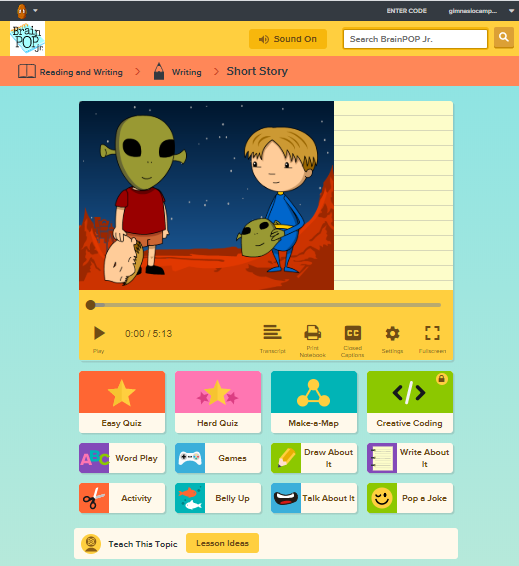 ENTER CODE
gimnasiocamp...
Brain
POP
Jr.
Sound On
Search BrainPOP Jr.
Reading and Writing
Writing
Short Story
0:00 / 5:13
CC
Play
Transcript
Print Notebook
Closed Captions
Settings
Fullscreen
Easy Quiz
Hard Quiz
Make-a-Map
Creative Coding
ABC
Word Play
Games
Draw About It
Write About It
Activity
Belly Up
Talk About It
Pop a Joke
Teach This Topic
Lesson Ideas